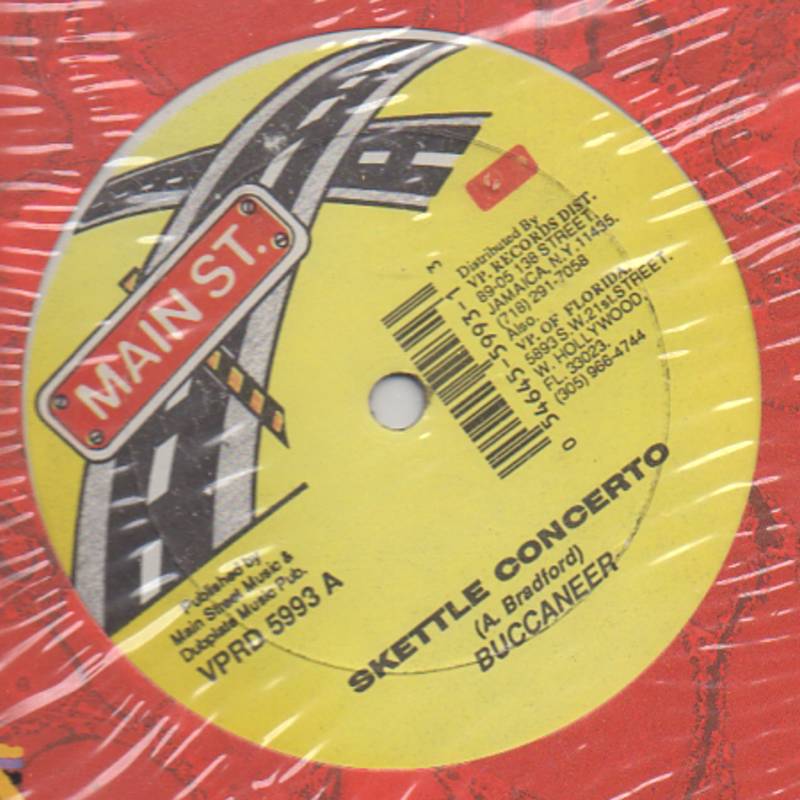 MAIN ST.
Distributed By
VP. RECORDS DIST.
89-05 138 STREET.
JAMAICA, N.Y. 11435.
(718) 291-7058
Also
VP. OF FLORIDA.
5893 S.W. 21st.STREET.
W. HOLLYWOOD.
FL. 33023.
(305) 966-4744
0 54645 59931 3
SKETTLE CONCERTO
(A. Bradford)
BUCCANEER
Published by
Main Street Music &
Dubplate Music Pub.
VPRD 5993 A